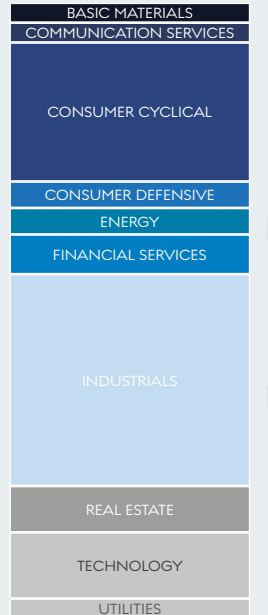 BASIC MATERIALS
COMMUNICATION SERVICES
CONSUMER CYCLICAL
CONSUMER DEFENSIVE
ENERGY
FINANCIAL SERVICES
INDUSTRIALS
REAL ESTATE
TECHNOLOGY
UTILITIES